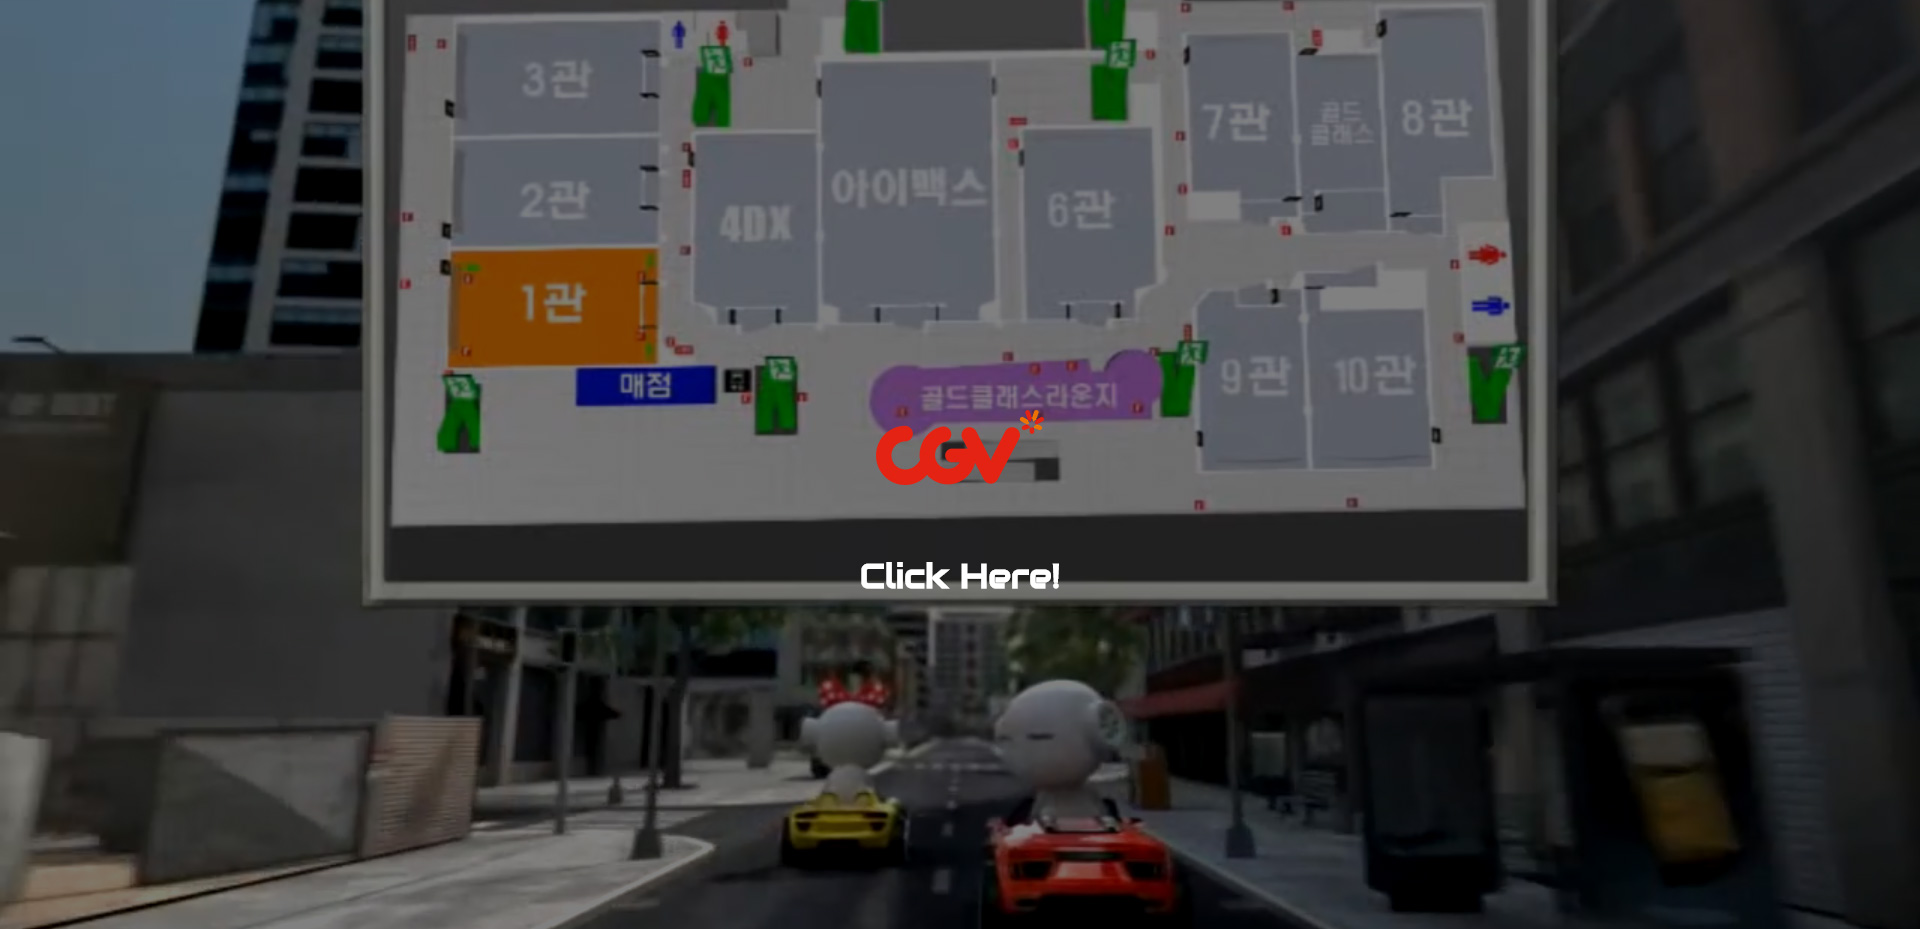 3관
7관
골드
클래스
8관
2관
4DX
아이맥스
6관
1관
매점
골드클래스라운지
9관
10관
CGV
Click Here!